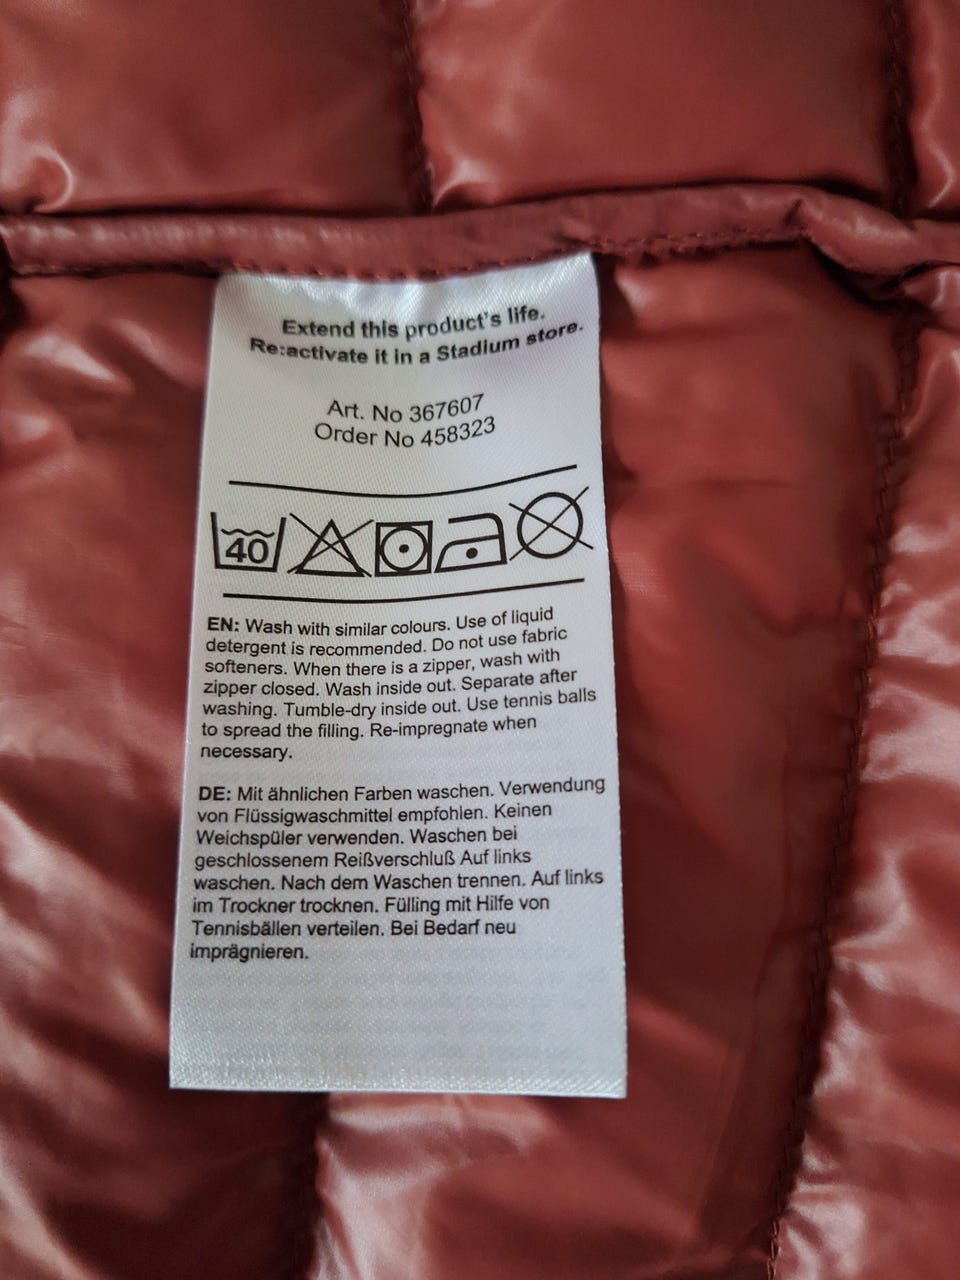 Extend this product's life.
Re:activate it in a Stadium store.
Art. No 367607
Order No 458323
40
EN: Wash with similar colours. Use of liquid
detergent is recommended. Do not use fabric
softeners. When there is a zipper, wash with
zipper closed. Wash inside out. Separate after
washing. Tumble-dry inside out. Use tennis balls
to spread the filling. Re-impregnate when
necessary.
DE: Mit ähnlichen Farben waschen. Verwendung
von Flüssigwaschmittel empfohlen. Keinen
Weichspüler verwenden. Waschen bei
geschlossenem Reißverschluß Auf links
waschen. Nach dem Waschen trennen. Auf links
im Trockner trocknen. Fülling mit Hilfe von
Tennisbällen verteilen. Bei Bedarf neu
imprägnieren.